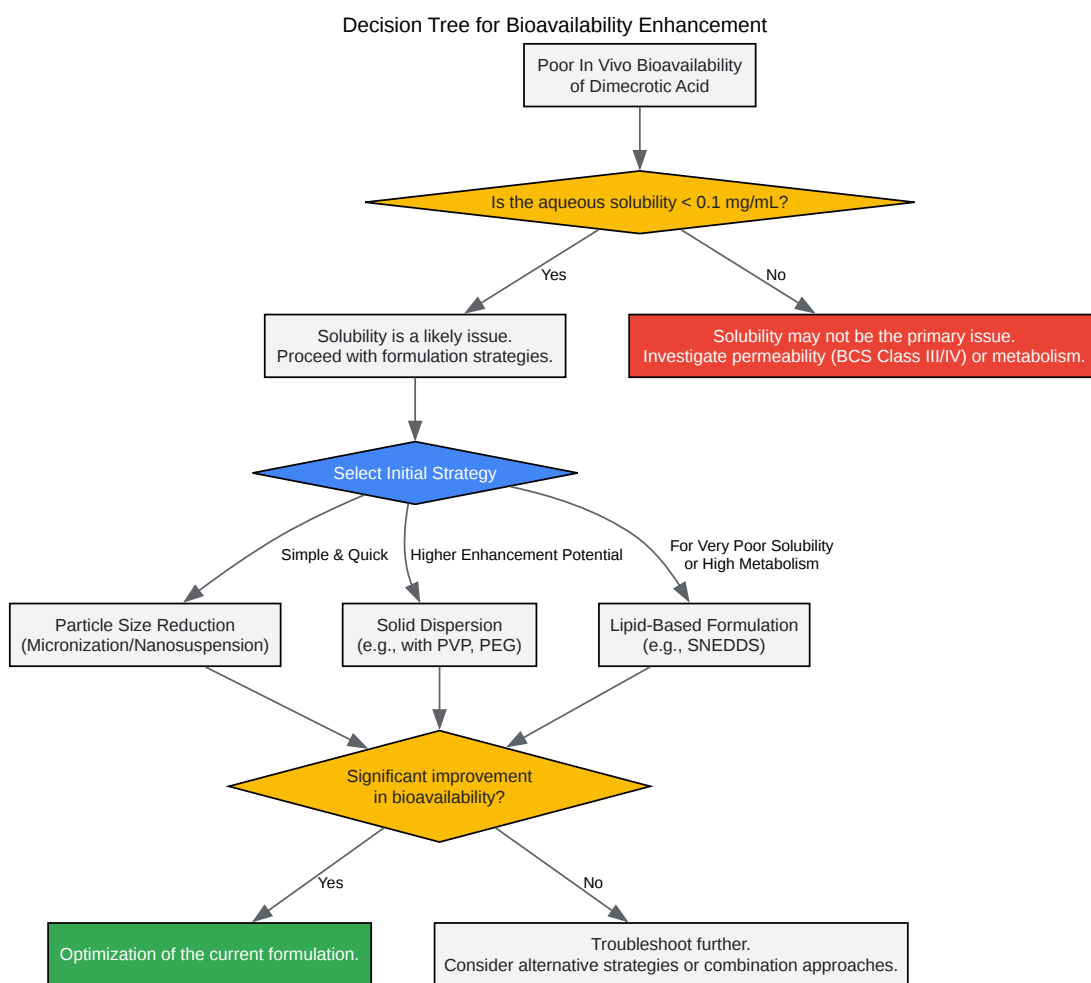 Decision Tree for Bioavailability Enhancement
Poor In Vivo Bioavailability
of Dimecrotic Acid
Is the aqueous solubility < 0.1 mg/mL?
Yes
No
Solubility is a likely issue.
Proceed with formulation strategies.
Solubility may not be the primary issue.
Investigate permeability (BCS Class III/IV) or metabolism.
Select Initial Strategy
Simple & Quick
Higher Enhancement Potential
For Very Poor Solubility
or High Metabolism
Particle Size Reduction
(Micronization/Nanosuspension)
Solid Dispersion
(e.g., with PVP, PEG)
Lipid-Based Formulation
(e.g., SNEDDS)
Significant improvement
in bioavailability?
Yes
No
Optimization of the current formulation.
Troubleshoot further.
Consider alternative strategies or combination approaches.